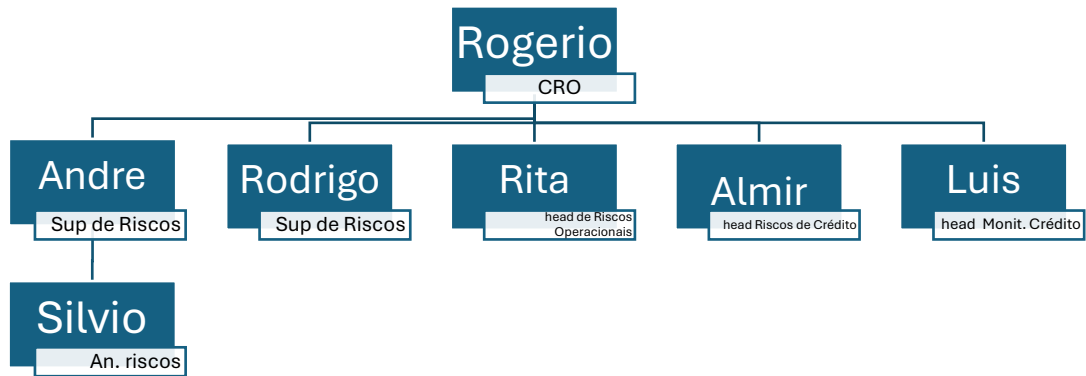 Rogerio
CRO
Andre
Sup de Riscos
Rodrigo
Sup de Riscos
Rita
head de Riscos
Operacionais
Almir
head Riscos de Crédito
Luis
head Monit. Crédito
Silvio
An. riscos